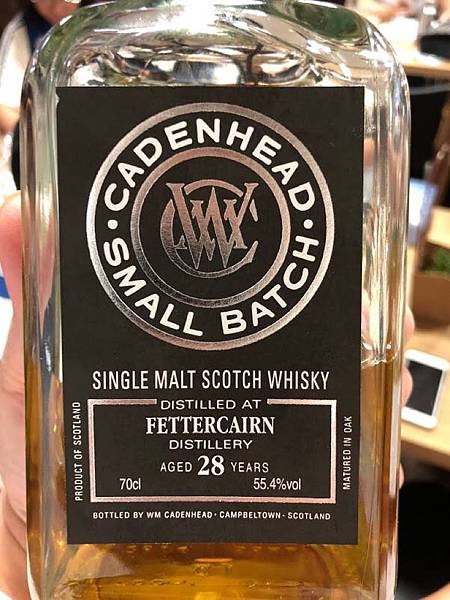 · CADENHEAD ·
SMALL BATCH
WMC
SINGLE MALT SCOTCH WHISKY
DISTILLED AT
FETTERCAIRN
DISTILLERY
AGED 28 YEARS
70cl 55.4%vol
PRODUCT OF SCOTLAND
MATURED IN OAK
BOTTLED BY WM CADENHEAD · CAMPBELTOWN · SCOTLAND